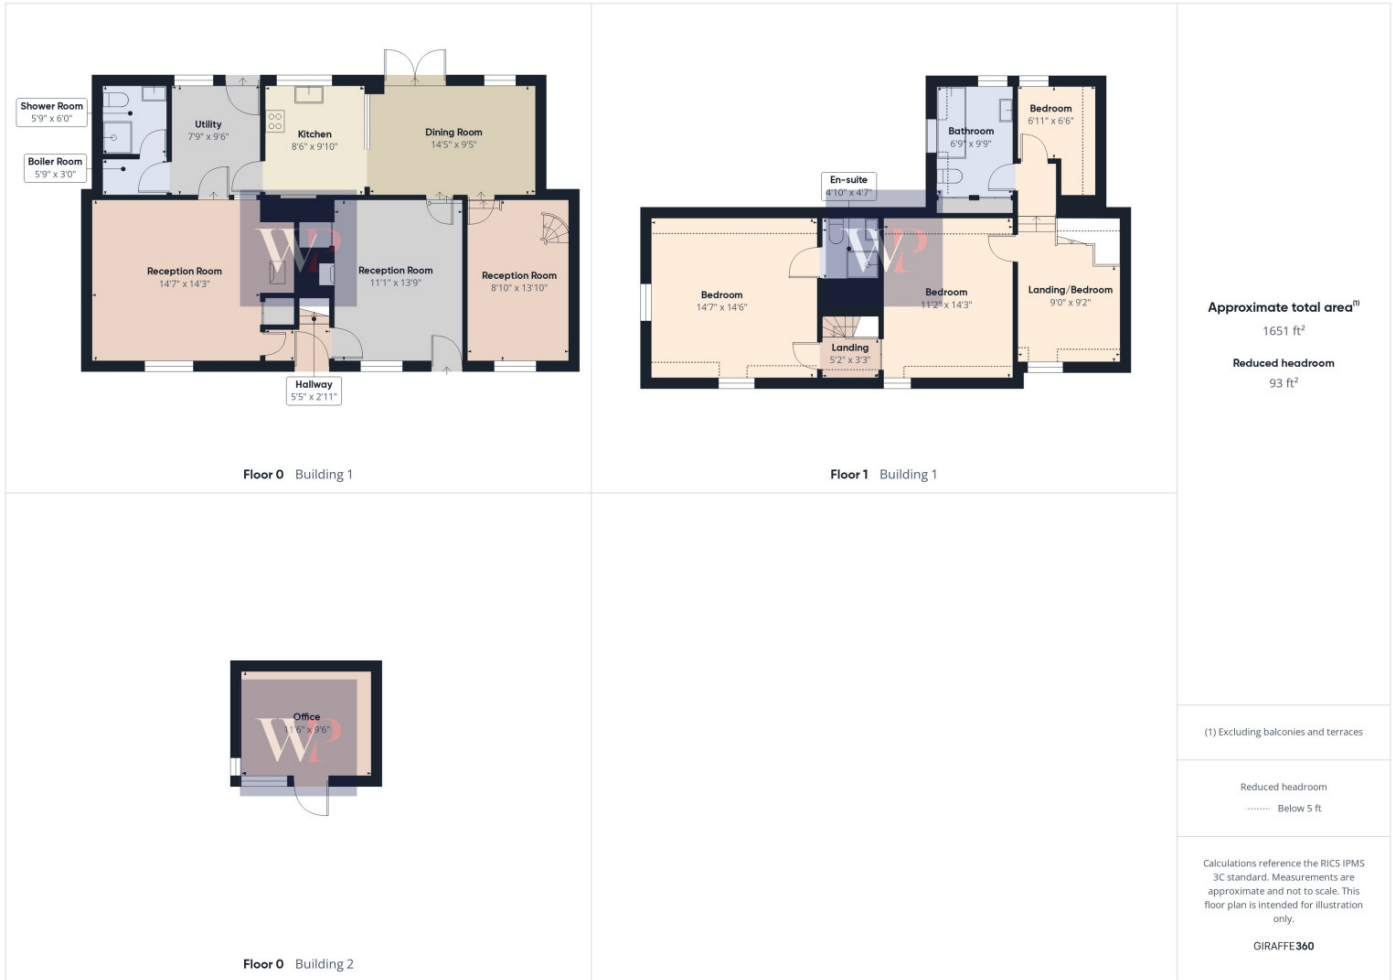 Shower Room
5'9" x 6'0"
Boiler Room
5'9" x 3'0"
Utility
7'9" x 9'6"
Kitchen
8'6" x 9'10"
Dining Room
14'5" x 9'5"
Reception Room
14'7" x 14'3"
WP
Reception Room
11'1" x 13'9"
Reception Room
8'10" x 13'10"
Hallway
5'5" x 2'11"
Floor 0 Building 1
Bathroom
6'9" x 9'9"
Bedroom
6'11" x 6'6"
En-suite
4'10" x 4'7"
WP
Bedroom
14'7" x 14'6"
Bedroom
11'2" x 14'3"
Landing/Bedroom
9'0" x 9'2"
Landing
5'2" x 3'3"
Floor 1 Building 1
Office
11'6" x 9'6"
WP
Floor 0 Building 2
Approximate total area(1)
1651 ft²
Reduced headroom
93 ft²
(1) Excluding balconies and terraces
Reduced headroom
Below 5 ft
Calculations reference the RICS IPMS
3C standard. Measurements are
approximate and not to scale. This
floor plan is intended for illustration
only.
GIRAFFE360